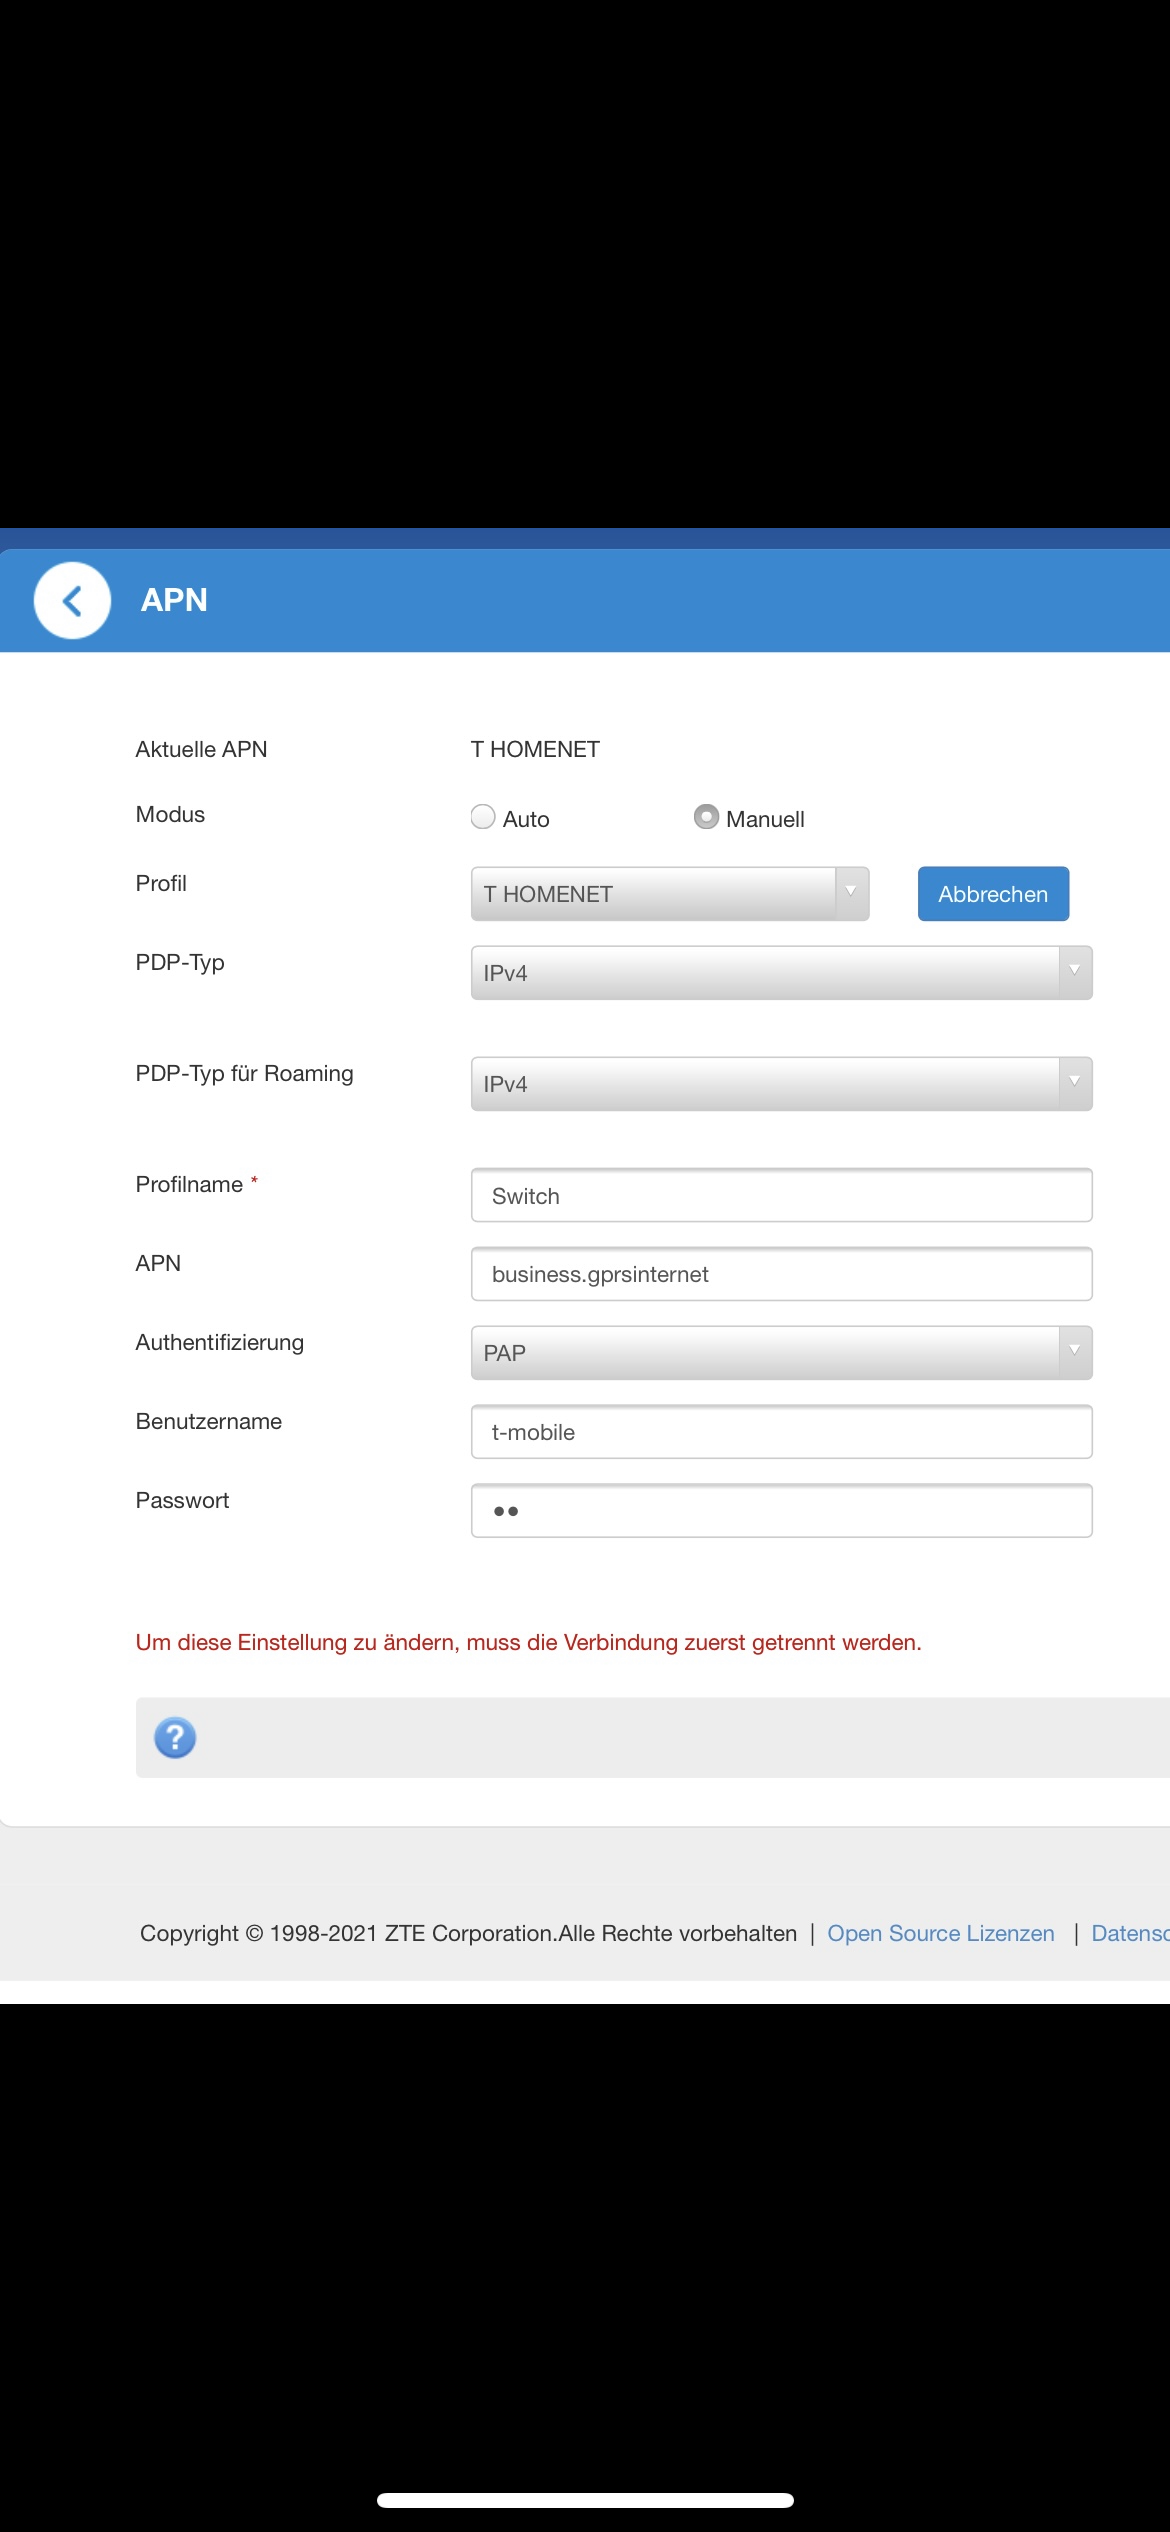 APN
Aktuelle APN T HOMENET
Modus Auto Manuell
Profil T HOMENET Abbrechen
PDP-Typ IPv4
PDP-Typ für Roaming IPv4
Profilname * Switch
APN business.gprsinternet
Authentifizierung PAP
Benutzername t-mobile
Passwort ••
Um diese Einstellung zu ändern, muss die Verbindung zuerst getrennt werden.
?
Copyright © 1998-2021 ZTE Corporation.Alle Rechte vorbehalten | Open Source Lizenzen | Datensc